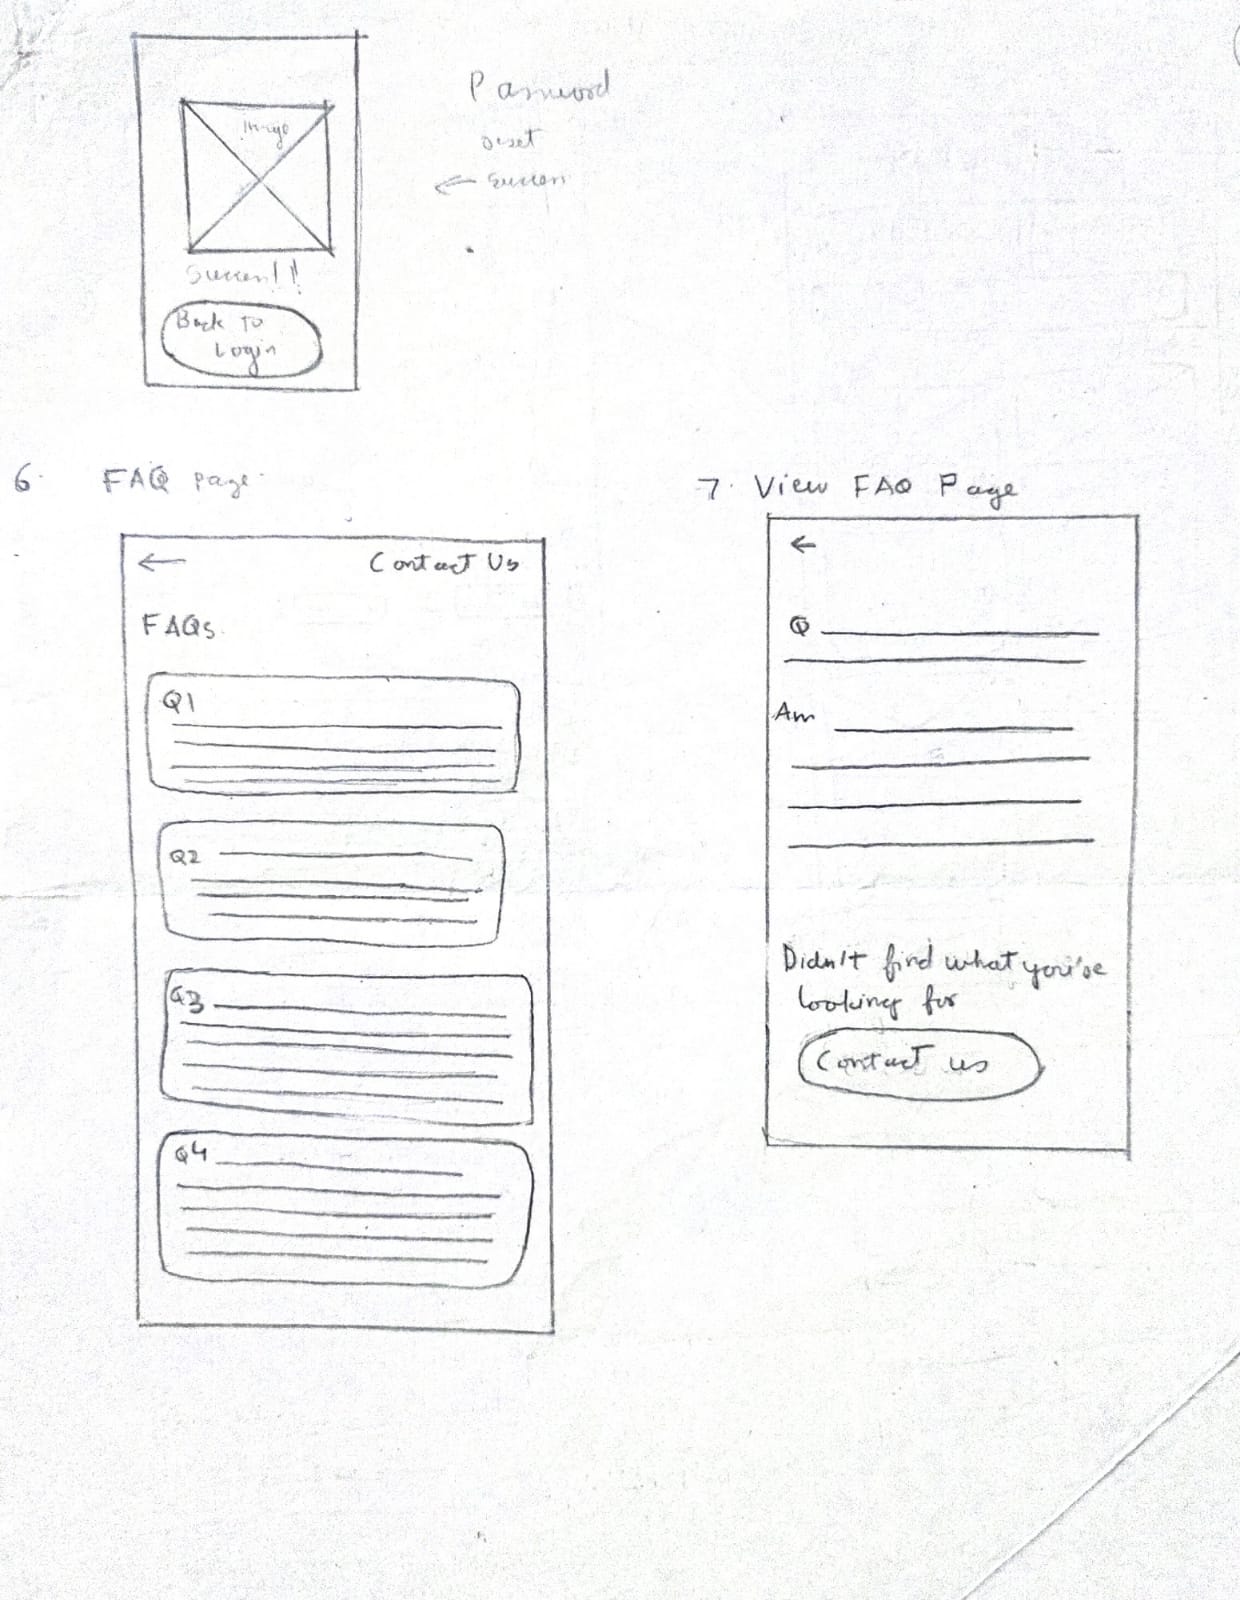 Image
Success!!
Back to
Login
Password
reset
← success
6. FAQ page
← Contact Us
FAQs
Q1
Q2
Q3
Q4
7. View FAQ Page
←
Q
Ans
Didn't find what you're
looking for
Contact us